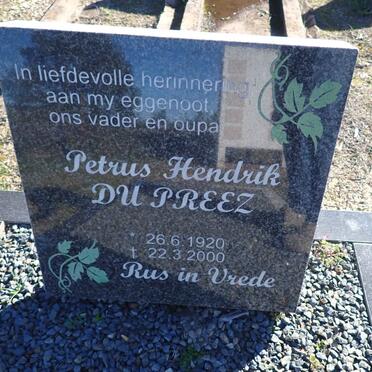 In liefdevolle herinnering
aan my eggenoot,
ons vader en oupa
Petrus Hendrik
DU PREEZ
* 26.6.1920
† 22.3.2000
Rus in Vrede